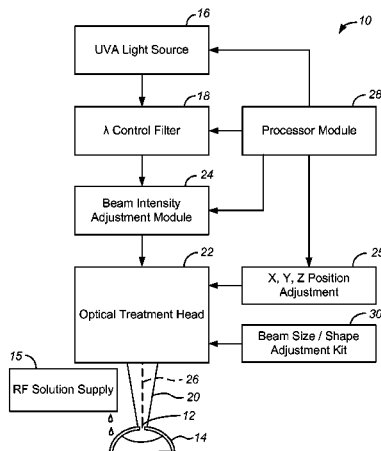 16
10
UVA Light Source
18
28
λ Control Filter
Processor Module
24
Beam Intensity
Adjustment Module
22
25
X, Y, Z Position
Adjustment
Optical Treatment Head
30
Beam Size / Shape
Adjustment Kit
15
RF Solution Supply
26
20
12
14